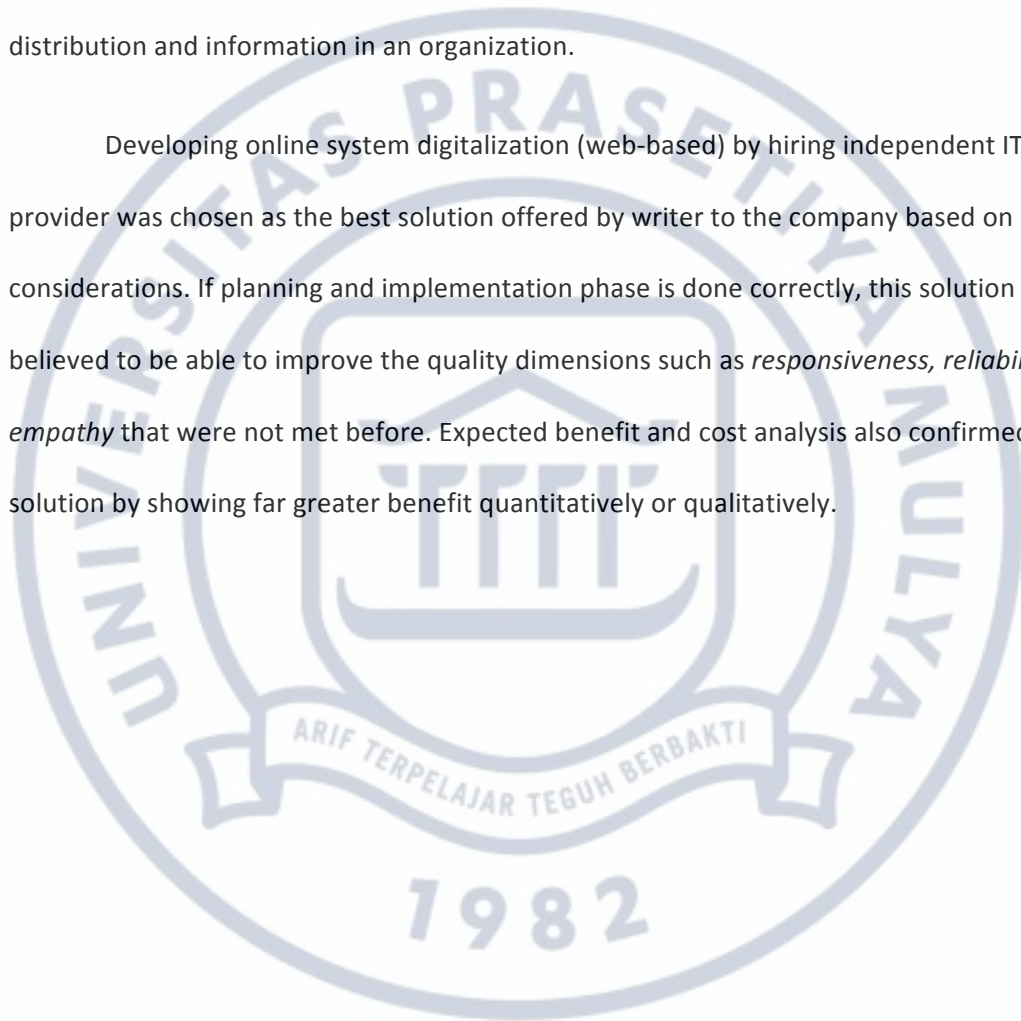 distribution and information in an organization.
Developing online system digitalization (web-based) by hiring independent IT
provider was chosen as the best solution offered by writer to the company based on
considerations. If planning and implementation phase is done correctly, this solution
believed to be able to improve the quality dimensions such as responsiveness,
empathy that were not met before. Expected benefit and cost analysis also confirmed
solution by showing far greater benefit quantitatively or qualitatively.
UNIVERSITAS PRASETIYA MULYA
ARIF TERPELAJAR TEGUH BERBAKTI
1982